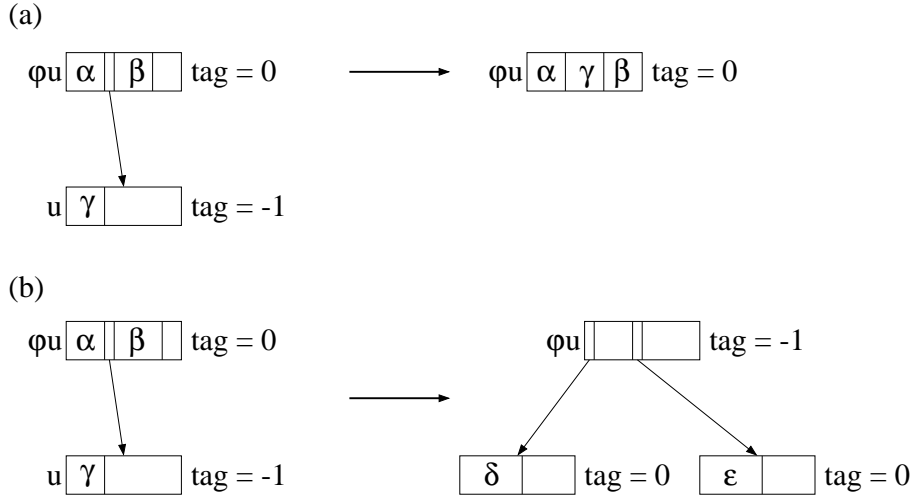 (a)
φu α β tag = 0 φu α γ β tag = 0
u γ tag = -1
(b)
φu α β tag = 0 φu tag = -1
u γ tag = -1 δ tag = 0 ε tag = 0